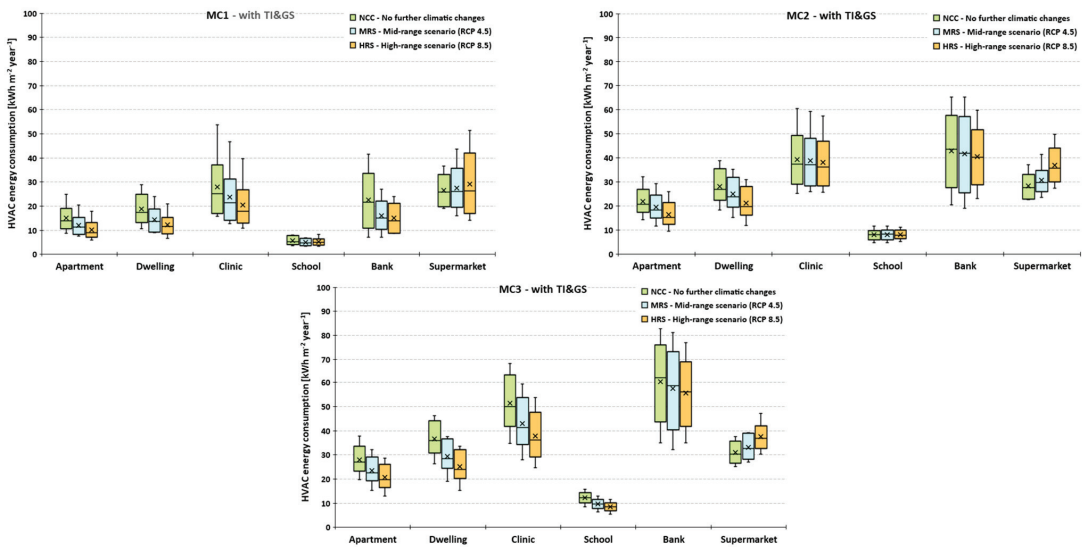 MC1 - with TI&GS
NCC - No further climatic changes
MRS - Mid-range scenario (RCP 4.5)
HRS - High-range scenario (RCP 8.5)
HVAC energy consumption [kWh m⁻² year⁻¹]
100
90
80
70
60
50
40
30
20
10
0
Apartment Dwelling Clinic School Bank Supermarket
MC2 - with TI&GS
NCC - No further climatic changes
MRS - Mid-range scenario (RCP 4.5)
HRS - High-range scenario (RCP 8.5)
HVAC energy consumption [kWh m⁻² year⁻¹]
100
90
80
70
60
50
40
30
20
10
0
Apartment Dwelling Clinic School Bank Supermarket
MC3 - with TI&GS
NCC - No further climatic changes
MRS - Mid-range scenario (RCP 4.5)
HRS - High-range scenario (RCP 8.5)
HVAC energy consumption [kWh m⁻² year⁻¹]
100
90
80
70
60
50
40
30
20
10
0
Apartment Dwelling Clinic School Bank Supermarket